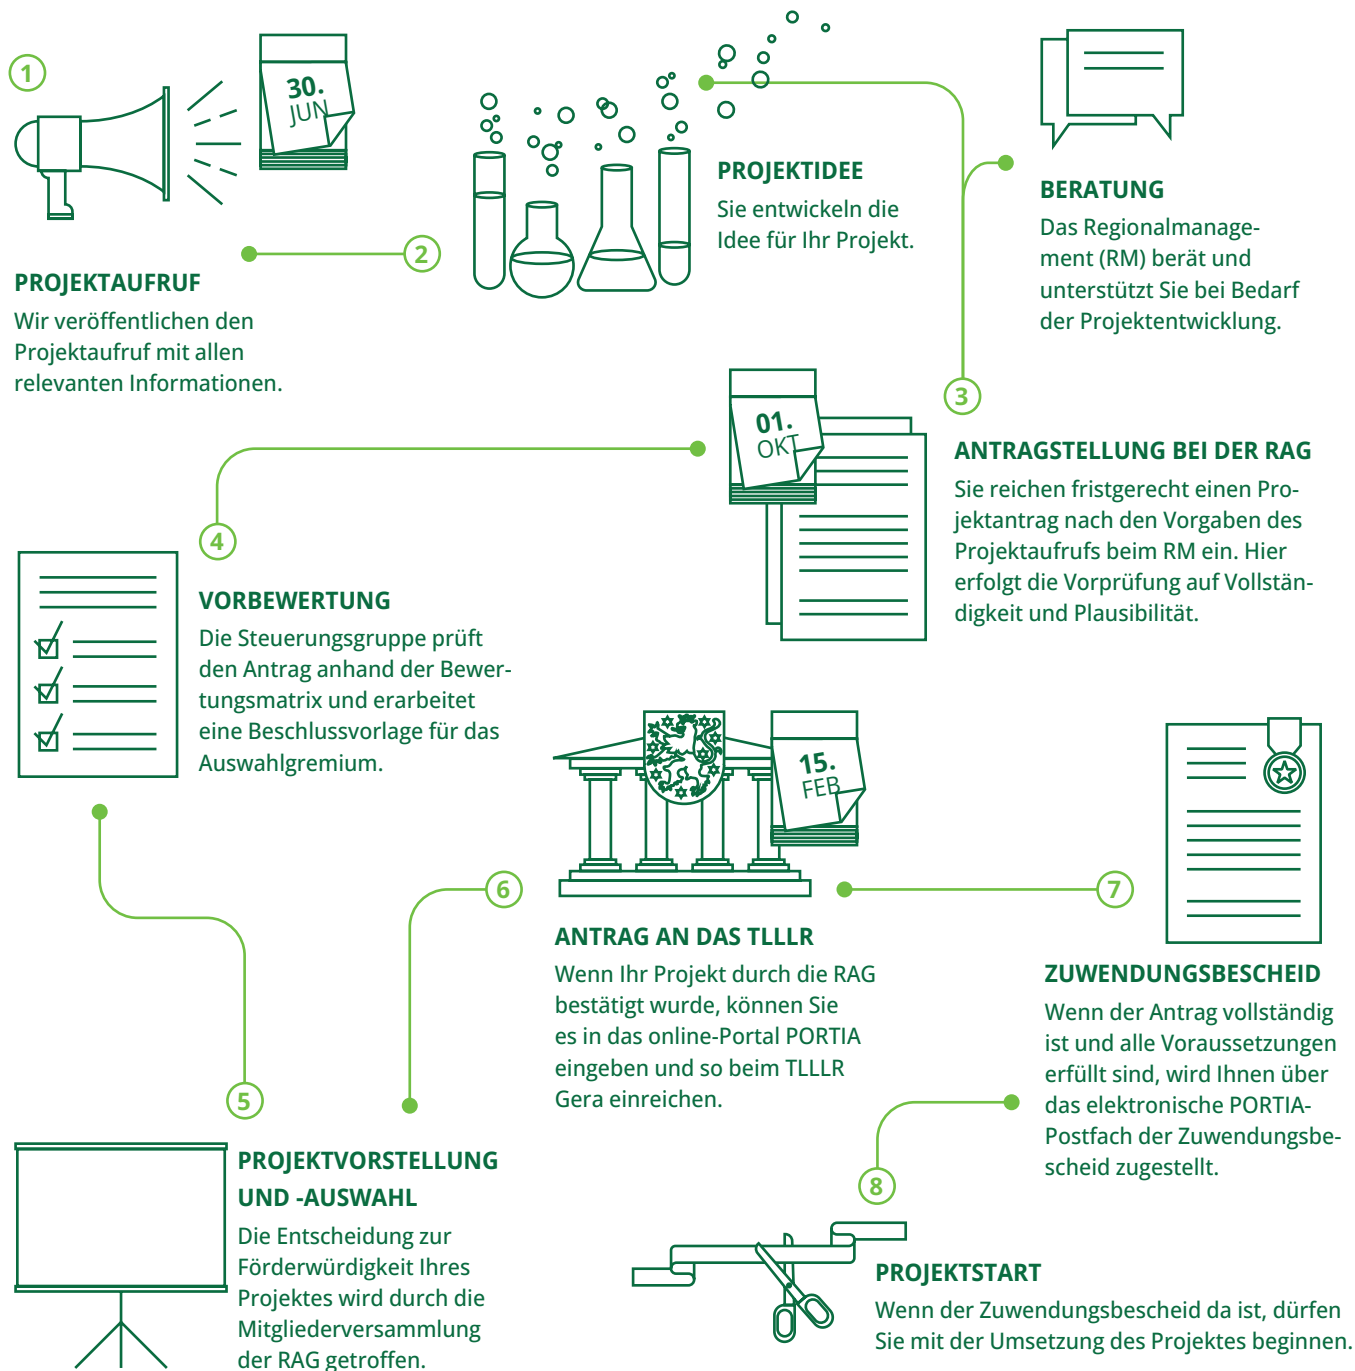 1
30.
JUN
PROJEKTAUFRUF
Wir veröffentlichen den
Projektaufruf mit allen
relevanten Informationen.
2
PROJEKTIDEE
Sie entwickeln die
Idee für Ihr Projekt.
BERATUNG
Das Regionalmanage-
ment (RM) berät und
unterstützt Sie bei Bedarf
der Projektentwicklung.
3
01.
OKT
ANTRAGSTELLUNG BEI DER RAG
Sie reichen fristgerecht einen Pro-
jektantrag nach den Vorgaben des
Projektaufrufs beim RM ein. Hier
erfolgt die Vorprüfung auf Vollstän-
digkeit und Plausibilität.
4
VORBEWERTUNG
Die Steuerungsgruppe prüft
den Antrag anhand der Bewer-
tungsmatrix und erarbeitet
eine Beschlussvorlage für das
Auswahlgremium.
5
PROJEKTVORSTELLUNG
UND -AUSWAHL
Die Entscheidung zur
Förderwürdigkeit Ihres
Projektes wird durch die
Mitgliederversammlung
der RAG getroffen.
6
15.
FEB
ANTRAG AN DAS TLLLR
Wenn Ihr Projekt durch die RAG
bestätigt wurde, können Sie
es in das online-Portal PORTIA
eingeben und so beim TLLLR
Gera einreichen.
7
ZUWENDUNGSBESCHEID
Wenn der Antrag vollständig
ist und alle Voraussetzungen
erfüllt sind, wird Ihnen über
das elektronische PORTIA-
Postfach der Zuwendungsbe-
scheid zugestellt.
8
PROJEKTSTART
Wenn der Zuwendungsbescheid da ist, dürfen
Sie mit der Umsetzung des Projektes beginnen.